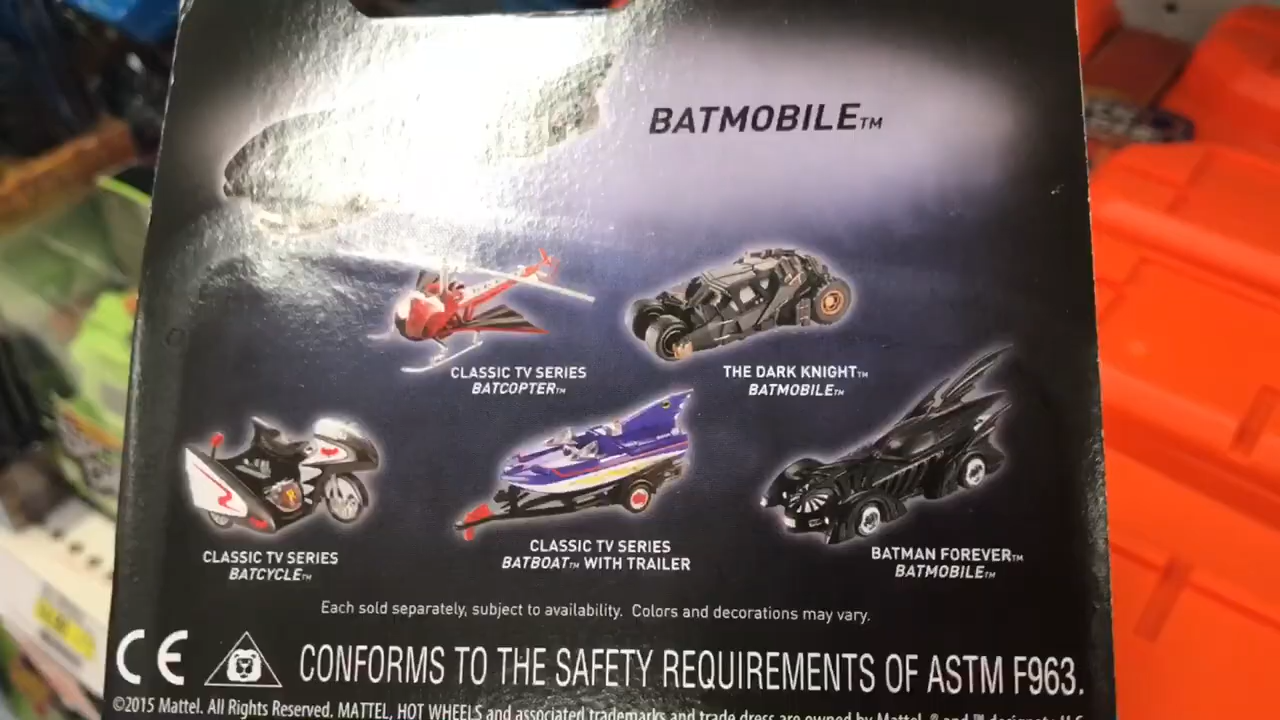 BATMOBILE™
CLASSIC TV SERIES
BATCOPTER™
THE DARK KNIGHT™
BATMOBILE™
CLASSIC TV SERIES
BATCYCLE™
CLASSIC TV SERIES
BATBOAT™ WITH TRAILER
BATMAN FOREVER™
BATMOBILE™
Each sold separately, subject to availability. Colors and decorations may vary.
CE CONFORMS TO THE SAFETY REQUIREMENTS OF ASTM F963.
©2015 Mattel. All Rights Reserved. MATTEL, HOT WHEELS and associated trademarks and trade dress are owned by Mattel. ® and ™